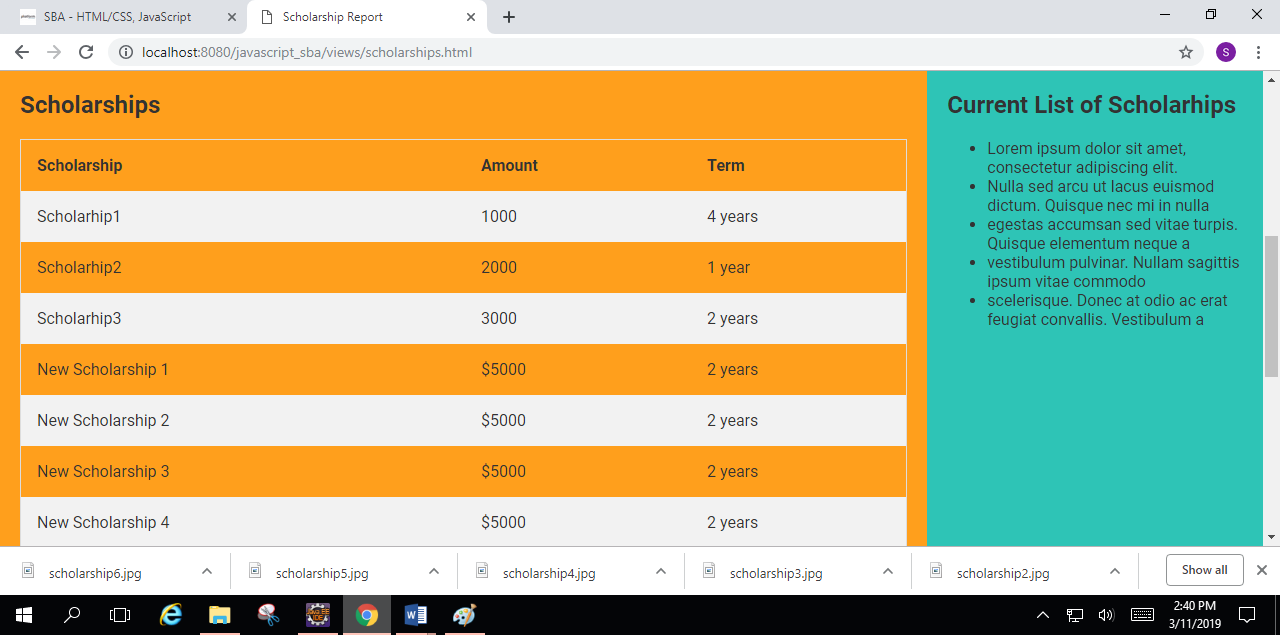 SBA - HTML/CSS, JavaScript
Scholarship Report
localhost:8080/javascript_sba/views/scholarships.html
S
Scholarships
Scholarship Amount Term
Scholarhip1 1000 4 years
Scholarhip2 2000 1 year
Scholarhip3 3000 2 years
New Scholarship 1 $5000 2 years
New Scholarship 2 $5000 2 years
New Scholarship 3 $5000 2 years
New Scholarship 4 $5000 2 years
Current List of Scholarhips
Lorem ipsum dolor sit amet,
consectetur adipiscing elit.
Nulla sed arcu ut lacus euismod
dictum. Quisque nec mi in nulla
egestas accumsan sed vitae turpis.
Quisque elementum neque a
vestibulum pulvinar. Nullam sagittis
ipsum vitae commodo
scelerisque. Donec at odio ac erat
feugiat convallis. Vestibulum a
scholarship6.jpg
scholarship5.jpg
scholarship4.jpg
scholarship3.jpg
scholarship2.jpg
Show all
2:40 PM
3/11/2019